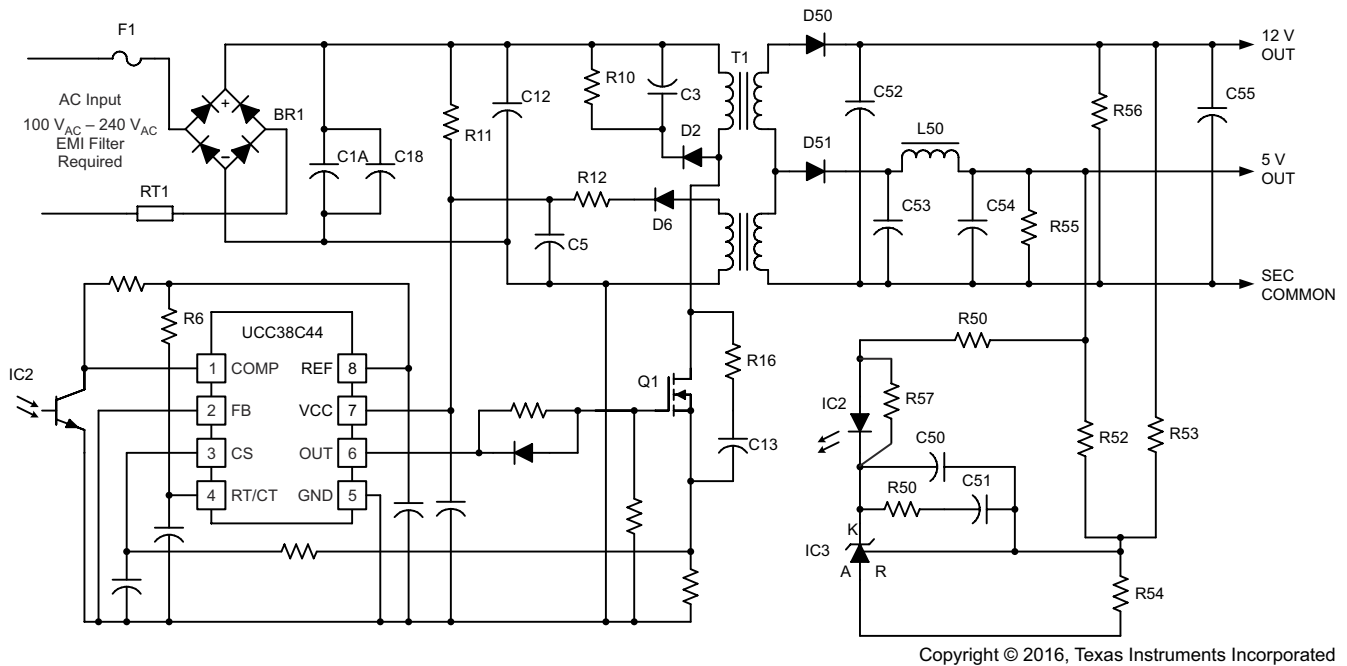 F1
AC Input
100 VAC – 240 VAC
EMI Filter
Required
RT1
+
–
BR1
C1A
C18
R11
C12
R10
C3
D2
T1
R12
D6
C5
D50
D51
C52
L50
C53
C54
R55
R56
C55
12 V
OUT
5 V
OUT
SEC
COMMON
R6
UCC38C44
IC2
1 COMP
REF 8
2 FB
VCC 7
3 CS
OUT 6
4 RT/CT
GND 5
Q1
R16
C13
R50
IC2
R57
C50
R50
C51
R52
R53
K
IC3
A R
R54
Copyright © 2016, Texas Instruments Incorporated